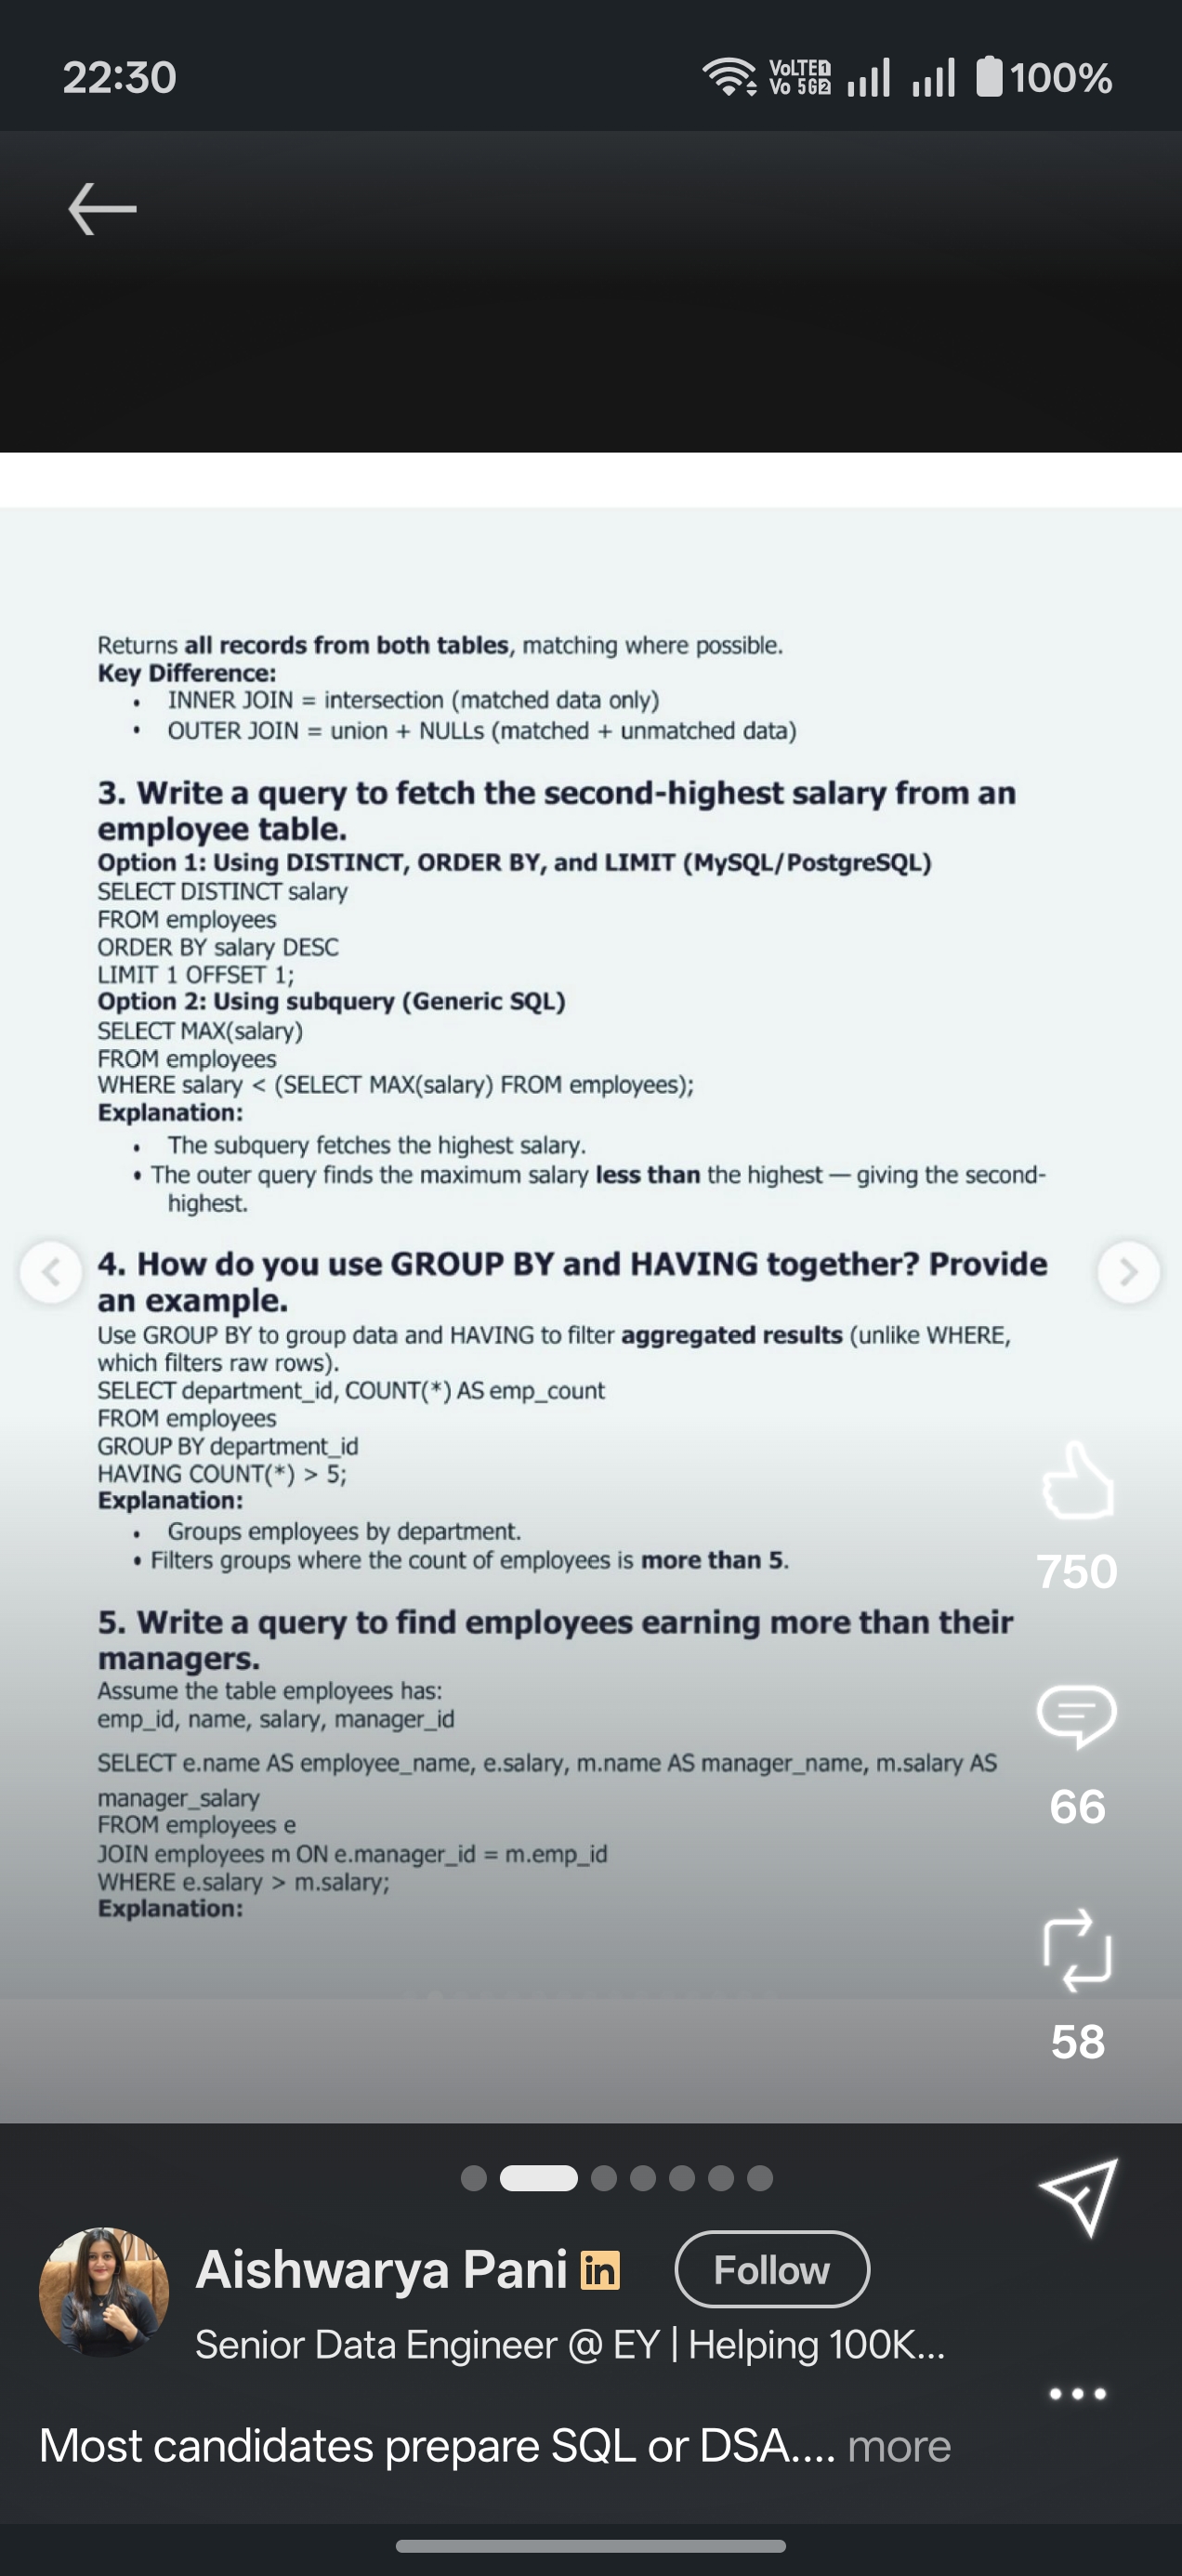 22:30
VoLTE1
Vo 5G2
100%
Returns all records from both tables, matching where possible.
Key Difference:
• INNER JOIN = intersection (matched data only)
• OUTER JOIN = union + NULLs (matched + unmatched data)
3. Write a query to fetch the second-highest salary from an
employee table.
Option 1: Using DISTINCT, ORDER BY, and LIMIT (MySQL/PostgreSQL)
SELECT DISTINCT salary
FROM employees
ORDER BY salary DESC
LIMIT 1 OFFSET 1;
Option 2: Using subquery (Generic SQL)
SELECT MAX(salary)
FROM employees
WHERE salary < (SELECT MAX(salary) FROM employees);
Explanation:
• The subquery fetches the highest salary.
• The outer query finds the maximum salary less than the highest — giving the second-
highest.
4. How do you use GROUP BY and HAVING together? Provide
an example.
Use GROUP BY to group data and HAVING to filter aggregated results (unlike WHERE,
which filters raw rows).
SELECT department_id, COUNT(*) AS emp_count
FROM employees
GROUP BY department_id
HAVING COUNT(*) > 5;
Explanation:
• Groups employees by department.
• Filters groups where the count of employees is more than 5.
750
5. Write a query to find employees earning more than their
managers.
Assume the table employees has:
emp_id, name, salary, manager_id
SELECT e.name AS employee_name, e.salary, m.name AS manager_name, m.salary AS
manager_salary
66
FROM employees e
JOIN employees m ON e.manager_id = m.emp_id
WHERE e.salary > m.salary;
Explanation:
58
Aishwarya Pani in
Follow
Senior Data Engineer @ EY | Helping 100K...
Most candidates prepare SQL or DSA.... more